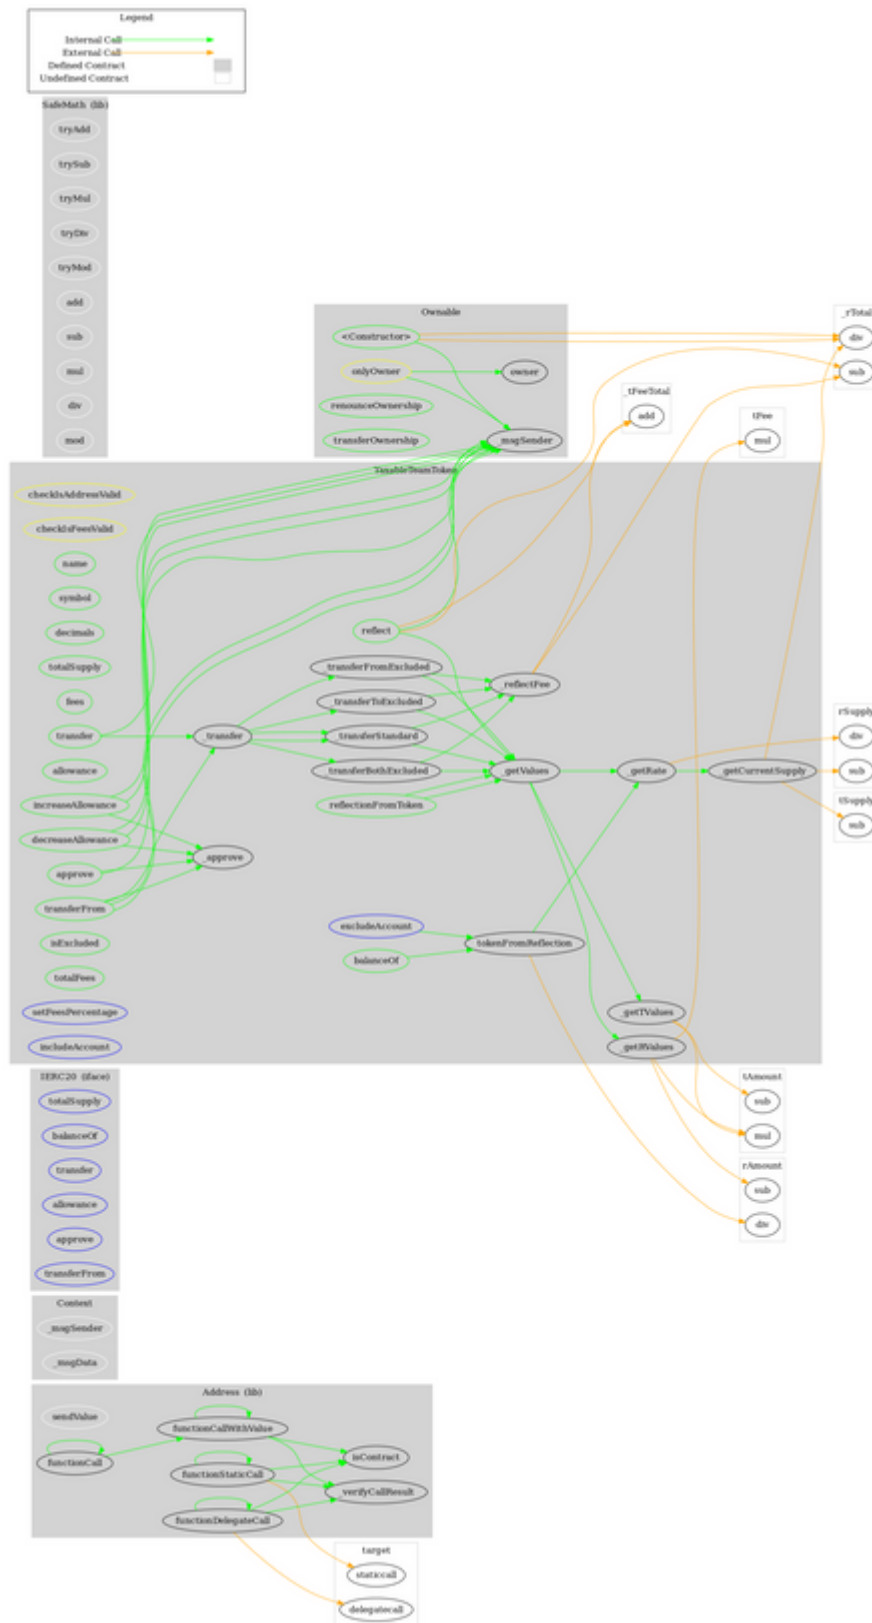 Legend
Internal Call
External Call
Defined Contract
Undefined Contract
SafeMath (lib)
tryAdd
trySub
tryMul
tryDiv
tryMod
add
sub
mul
div
mod
Ownable
<Constructor>
onlyOwner
owner
renounceOwnership
transferOwnership
_msgSender
_rTotal
div
sub
_tFeeTotal
add
tFee
mul
checkIsAddressValid
checkIsFeesValid
name
symbol
decimals
totalSupply
fees
transfer
allowance
increaseAllowance
decreaseAllowance
approve
transferFrom
isExcluded
totalFees
setFeesPercentage
includeAccount
_transfer
_approve
reflect
_transferFromExcluded
_transferToExcluded
_transferStandard
_transferBothExcluded
reflectionFromToken
excludeAccount
balanceOf
_reflectFee
_getValues
tokenFromReflection
_getRate
_getCurrentSupply
_getTValues
_getRValues
rSupply
div
sub
tSupply
sub
tAmount
sub
mul
rAmount
sub
div
IERC20 (iface)
totalSupply
balanceOf
transfer
allowance
approve
transferFrom
Context
_msgSender
_msgData
Address (lib)
sendValue
functionCall
functionCallWithValue
functionStaticCall
functionDelegateCall
isContract
_verifyCallResult
target
staticcall
delegatecall